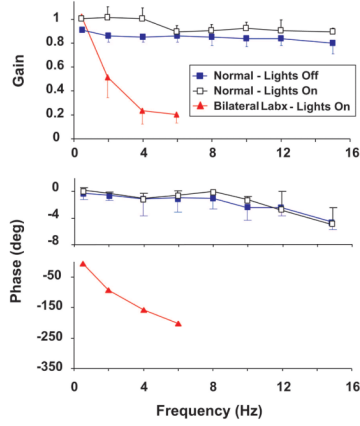 Gain
1
0.8
0.6
0.4
0.2
0
Normal - Lights Off
Normal - Lights On
Bilateral Labx - Lights On
0 4 8 12 16
Phase (deg)
0
-4
-8
-50
-150
-250
-350
0 4 8 12 16
Frequency (Hz)